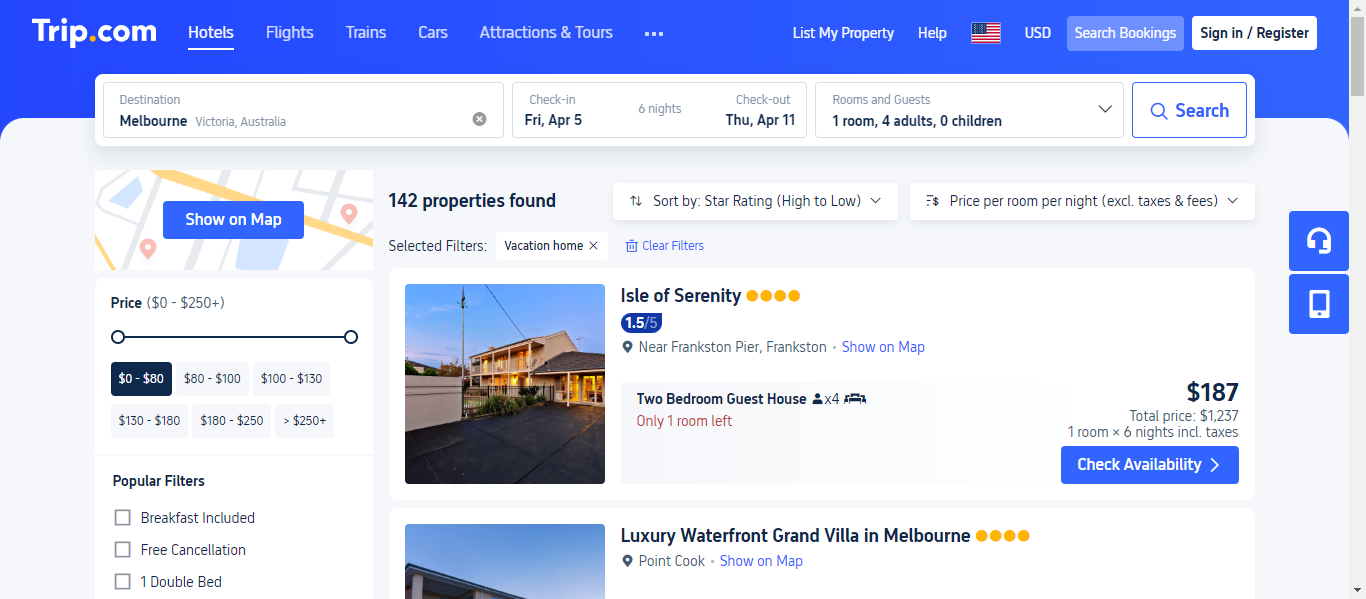 Trip.com
Hotels
Flights
Trains
Cars
Attractions & Tours
List My Property
Help
USD
Search Bookings
Sign in / Register
Destination
Melbourne Victoria, Australia
Check-in
Fri, Apr 5
6 nights
Check-out
Thu, Apr 11
Rooms and Guests
1 room, 4 adults, 0 children
Search
Show on Map
142 properties found
Sort by: Star Rating (High to Low)
Price per room per night (excl. taxes & fees)
Selected Filters:
Vacation home
Clear Filters
Price ($0 - $250+)
$0 - $80
$80 - $100
$100 - $130
$130 - $180
$180 - $250
> $250+
Popular Filters
Breakfast Included
Free Cancellation
1 Double Bed
Isle of Serenity
1.5/5
Near Frankston Pier, Frankston • Show on Map
Two Bedroom Guest House x4
Only 1 room left
$187
Total price: $1,237
1 room × 6 nights incl. taxes
Check Availability
Luxury Waterfront Grand Villa in Melbourne
Point Cook • Show on Map